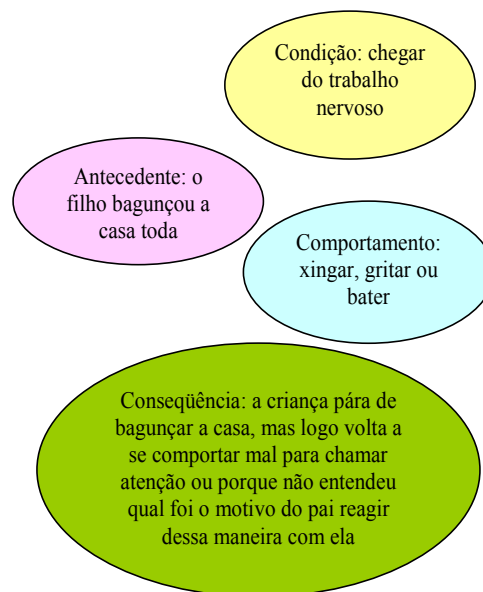 Condição: chegar
do trabalho
nervoso
Antecedente: o
filho bagunçou a
casa toda
Comportamento:
xingar, gritar ou
bater
Conseqüência: a criança pára de
bagunçar a casa, mas logo volta a
se comportar mal para chamar
atenção ou porque não entendeu
qual foi o motivo do pai reagir
dessa maneira com ela